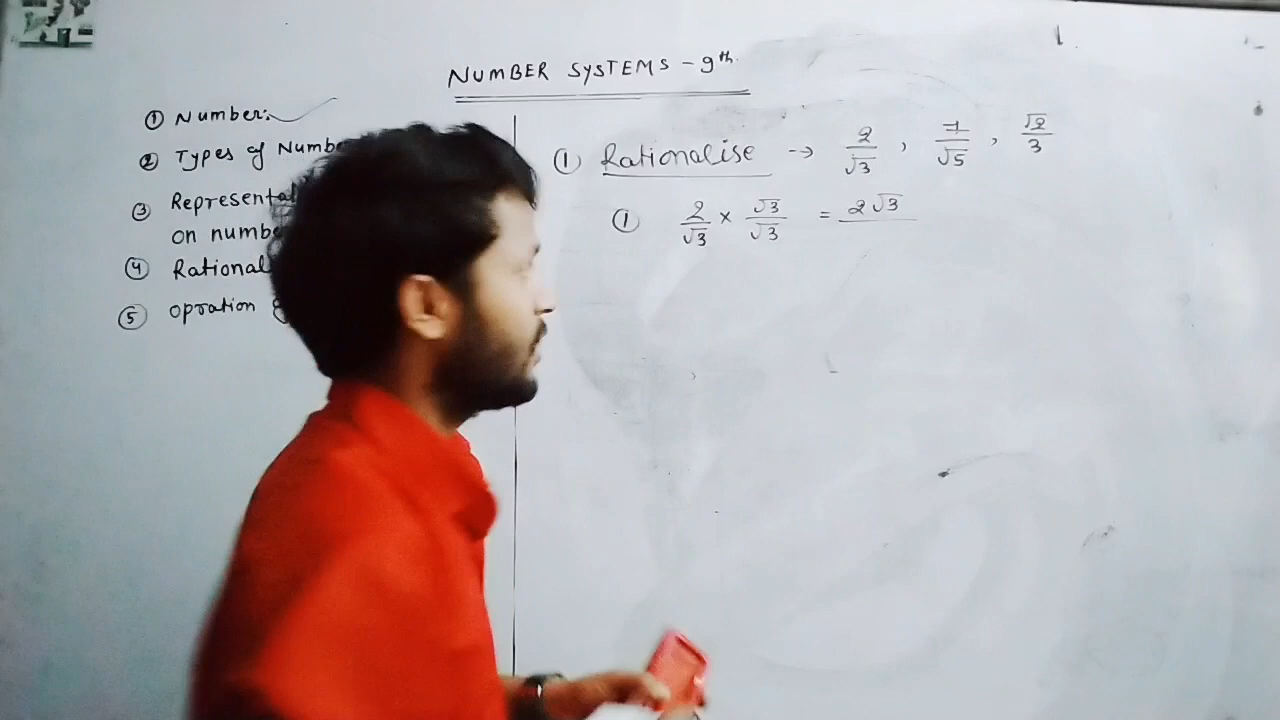 NUMBER SYSTEMS - 9th
① Number:
② Types of Numbe
③ Represental
on numbe
④ Rational
⑤ opration
① Rationalise → 2/√3 , 7/√5 , √2/3
① 2/√3 × √3/√3 = 2√3